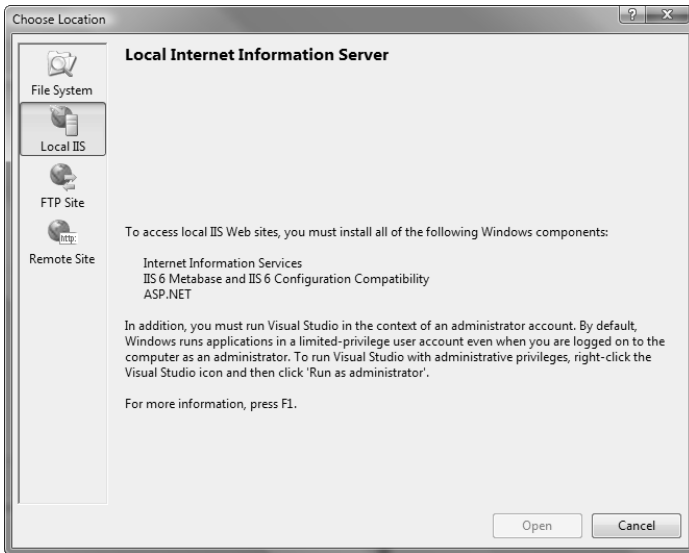 Choose Location
File System
Local IIS
FTP Site
http:
Remote Site
Local Internet Information Server
To access local IIS Web sites, you must install all of the following Windows components:
Internet Information Services
IIS 6 Metabase and IIS 6 Configuration Compatibility
ASP.NET
In addition, you must run Visual Studio in the context of an administrator account. By default,
Windows runs applications in a limited-privilege user account even when you are logged on to the
computer as an administrator. To run Visual Studio with administrative privileges, right-click the
Visual Studio icon and then click 'Run as administrator'.
For more information, press F1.
Open
Cancel